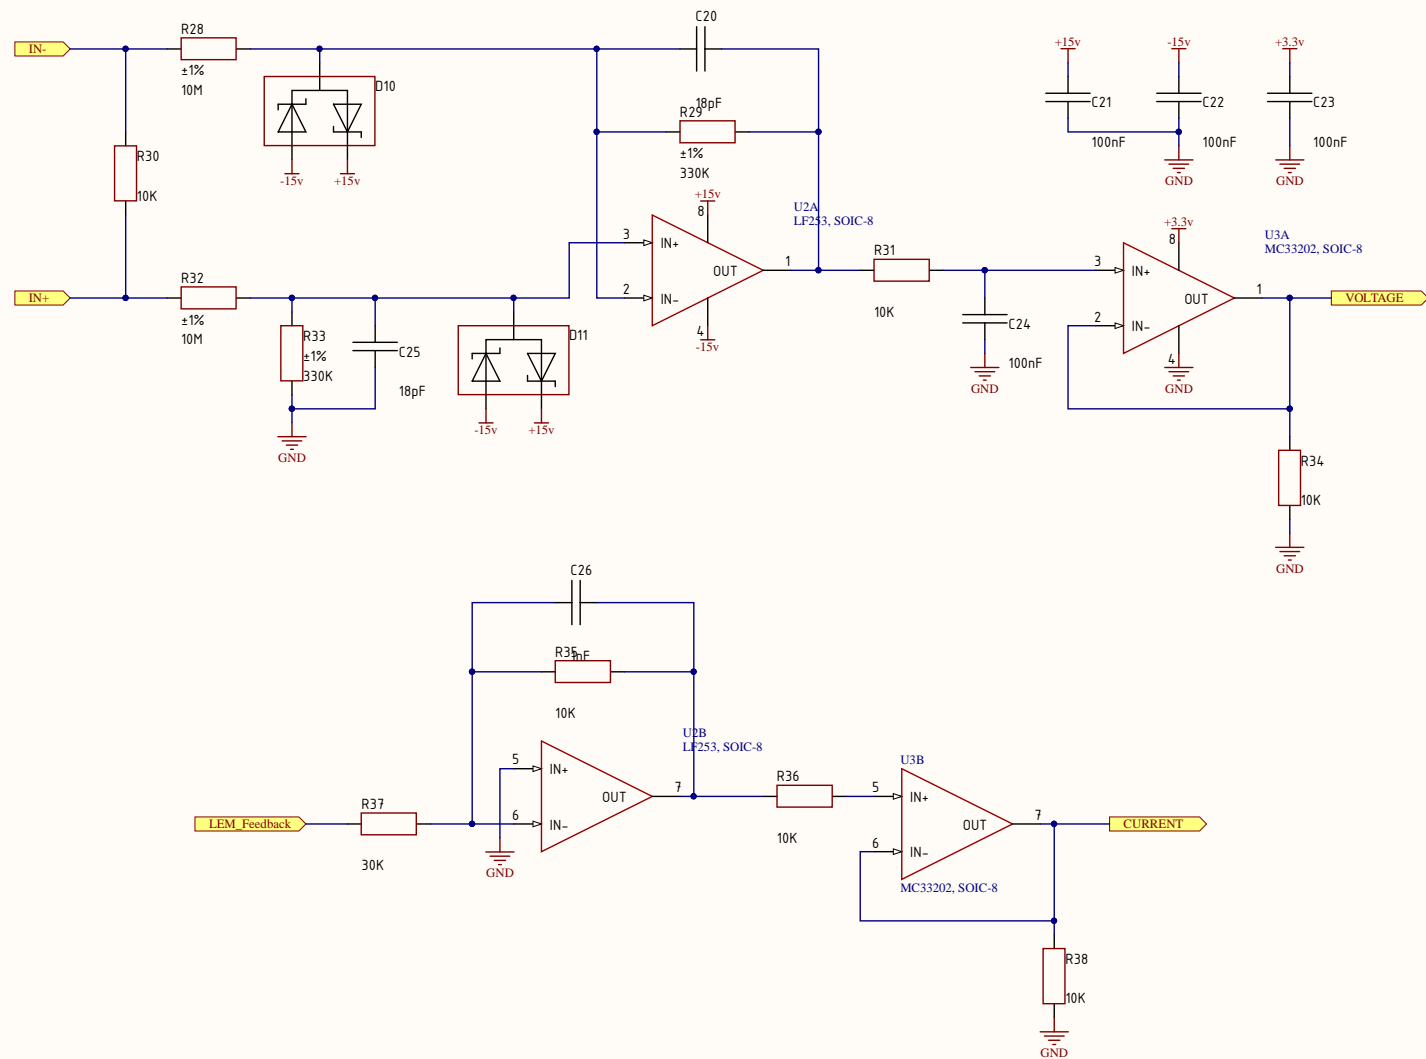 IN-
R28
±1%
10M
D10
-15v
+15v
R30
10K
C20
18pF
R29
±1%
330K
+15v
C21
100nF
-15v
C22
100nF
GND
+3.3v
C23
100nF
GND
IN+
R32
±1%
10M
R33
±1%
330K
GND
C25
18pF
D11
-15v
+15v
U2A
LF253, SOIC-8
+15v
8
3
IN+
OUT
1
2
IN-
4
-15v
R31
10K
C24
100nF
GND
U3A
MC33202, SOIC-8
+3.3v
8
3
IN+
OUT
1
2
IN-
4
GND
VOLTAGE
R34
10K
GND
C26
1nF
R35
10K
U2B
LF253, SOIC-8
5
IN+
OUT
7
6
IN-
GND
LEM_Feedback
R37
30K
R36
10K
U3B
5
IN+
OUT
7
6
IN-
MC33202, SOIC-8
CURRENT
R38
10K
GND